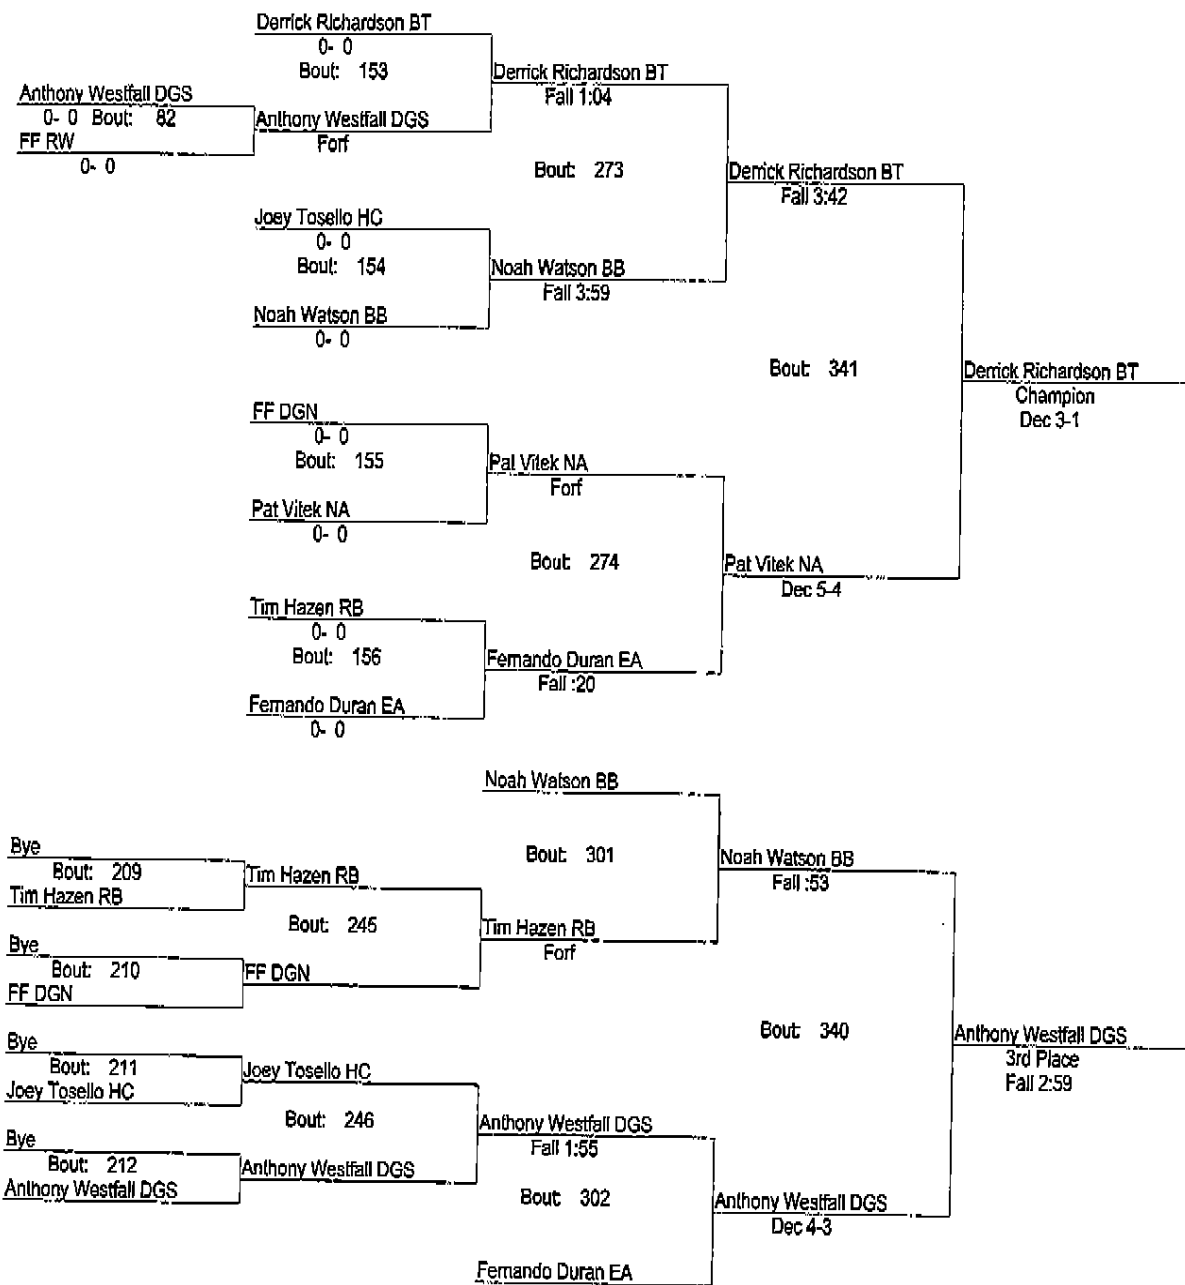 Derrick Richardson BT
0- 0
Bout: 153
Derrick Richardson BT
Fall 1:04
Anthony Westfall DGS
0- 0 Bout: 82
Anthony Westfall DGS
Forf
FF RW
0- 0
Bout: 273
Derrick Richardson BT
Fall 3:42
Joey Tosello HC
0- 0
Bout: 154
Noah Watson BB
Fall 3:59
Noah Watson BB
0- 0
Bout: 341
Derrick Richardson BT
Champion
Dec 3-1
FF DGN
0- 0
Bout: 155
Pat Vitek NA
Forf
Pat Vitek NA
0- 0
Bout: 274
Pat Vitek NA
Dec 5-4
Tim Hazen RB
0- 0
Bout: 156
Fernando Duran EA
Fall :20
Fernando Duran EA
0- 0
Noah Watson BB
Bout: 301
Noah Watson BB
Fall :53
Bye
Bout: 209
Tim Hazen RB
Tim Hazen RB
Bout: 245
Tim Hazen RB
Forf
Bye
Bout: 210
FF DGN
FF DGN
Bout: 340
Anthony Westfall DGS
3rd Place
Fall 2:59
Bye
Bout: 211
Joey Tosello HC
Joey Tosello HC
Bout: 246
Anthony Westfall DGS
Fall 1:55
Bye
Bout: 212
Anthony Westfall DGS
Anthony Westfall DGS
Bout: 302
Anthony Westfall DGS
Dec 4-3
Fernando Duran EA